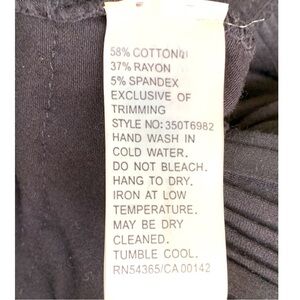 58% COTTON
37% RAYON
5% SPANDEX
EXCLUSIVE OF
TRIMMING
STYLE NO:350T6982
HAND WASH IN
COLD WATER.
DO NOT BLEACH.
HANG TO DRY.
IRON AT LOW
TEMPERATURE.
MAY BE DRY
CLEANED.
TUMBLE COOL.
RN54365/CA 00142